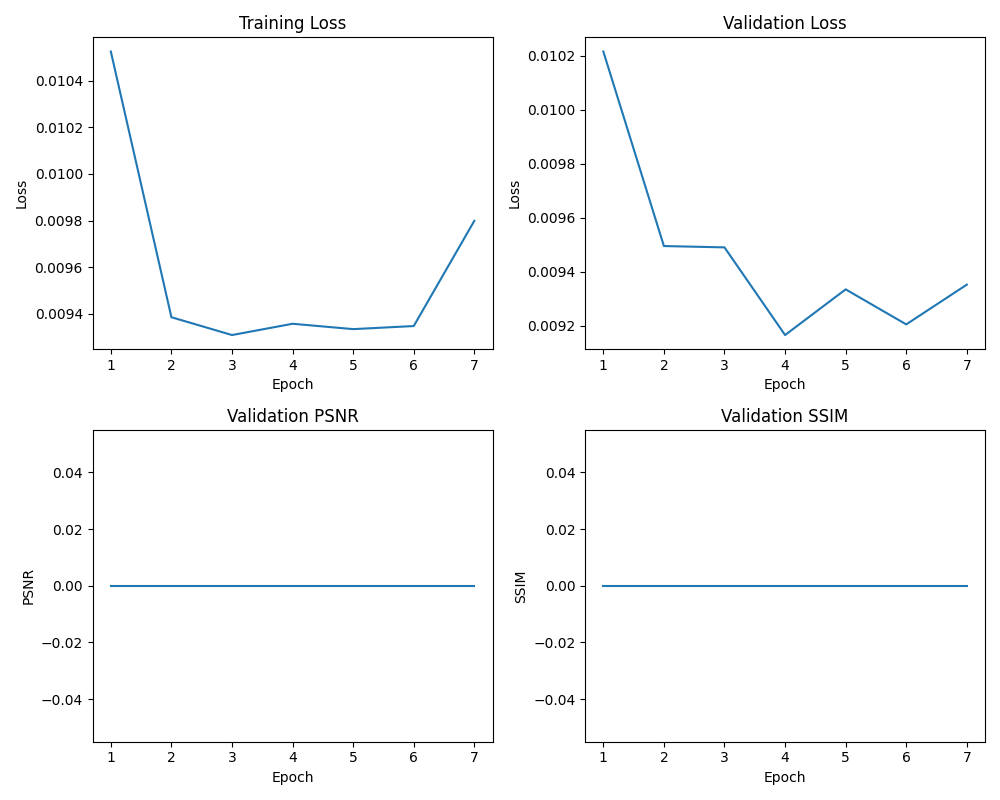 Training Loss
Loss
0.0104
0.0102
0.0100
0.0098
0.0096
0.0094
1 2 3 4 5 6 7
Epoch
Validation Loss
Loss
0.0102
0.0100
0.0098
0.0096
0.0094
0.0092
1 2 3 4 5 6 7
Epoch
Validation PSNR
PSNR
0.04
0.02
0.00
−0.02
−0.04
1 2 3 4 5 6 7
Epoch
Validation SSIM
SSIM
0.04
0.02
0.00
−0.02
−0.04
1 2 3 4 5 6 7
Epoch